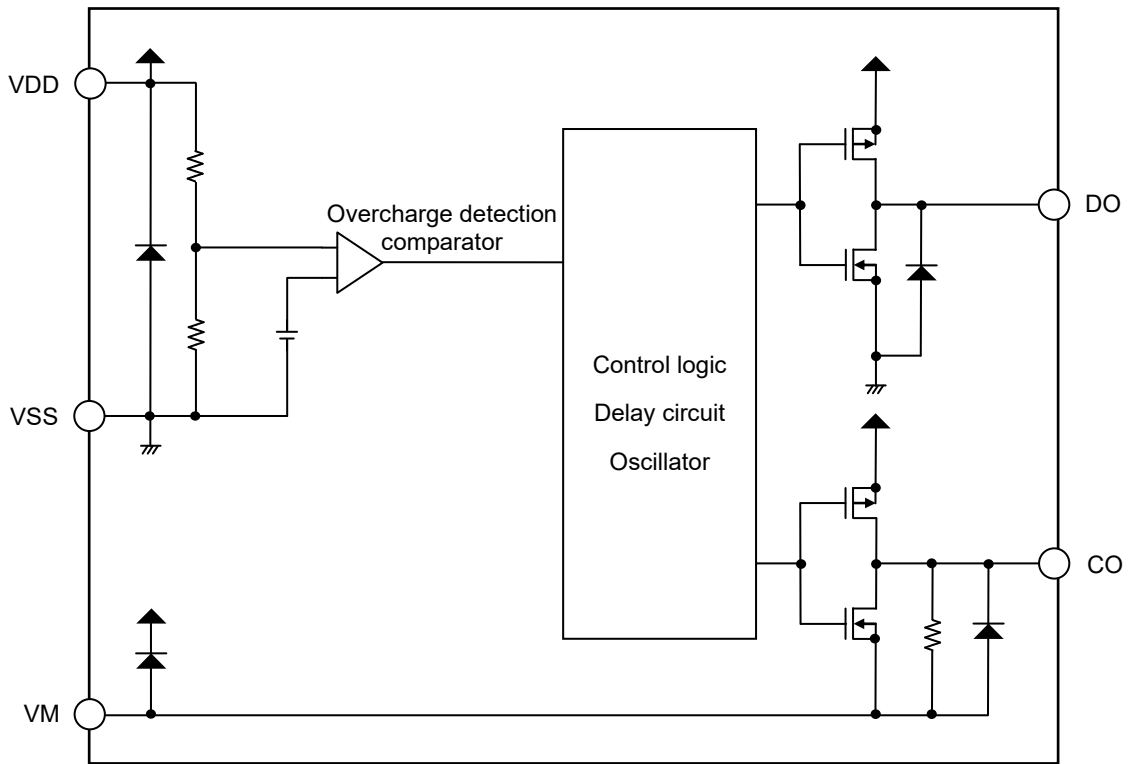 VDD
Overcharge detection
comparator
DO
Control logic
Delay circuit
Oscillator
VSS
CO
VM